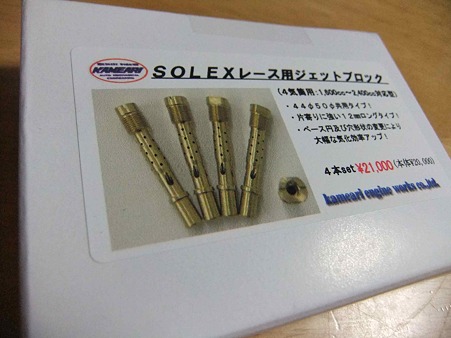 KAMEARI
SOLEXレース用ジェットブロック
(4気筒用:1,600cc～2,400cc対応型)
・44φ50φ共用タイプ!
・片寄りに強い12mmロングタイプ!
・ベース円及び穴形状の変更により
大幅な気化効率アップ!
4本set ¥21,000 (本体¥20,000)
kameari engine works co.,ltd.